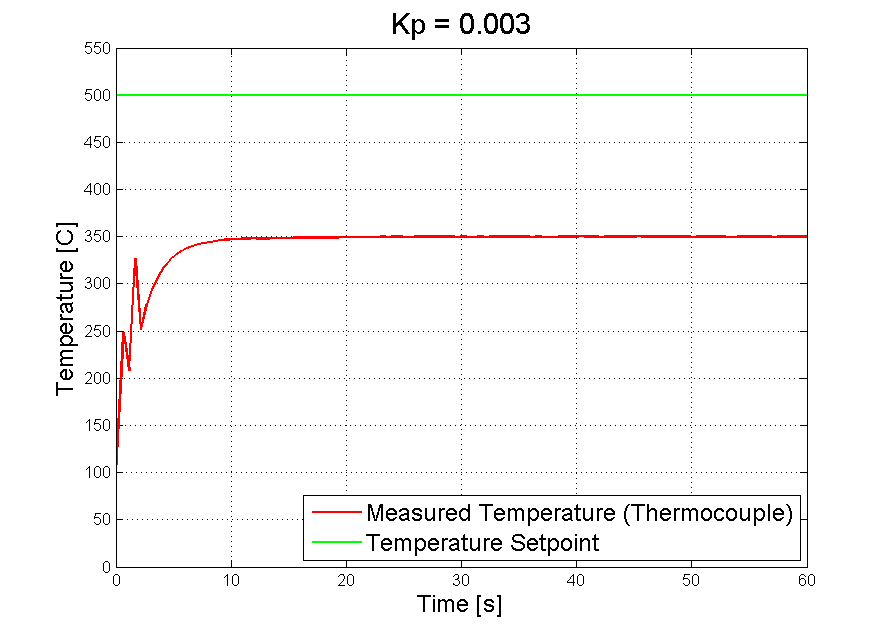 Kp = 0.003
550
500
450
400
350
300
250
200
150
100
50
0
Temperature [C]
0 10 20 30 40 50 60
Time [s]
Measured Temperature (Thermocouple)
Temperature Setpoint